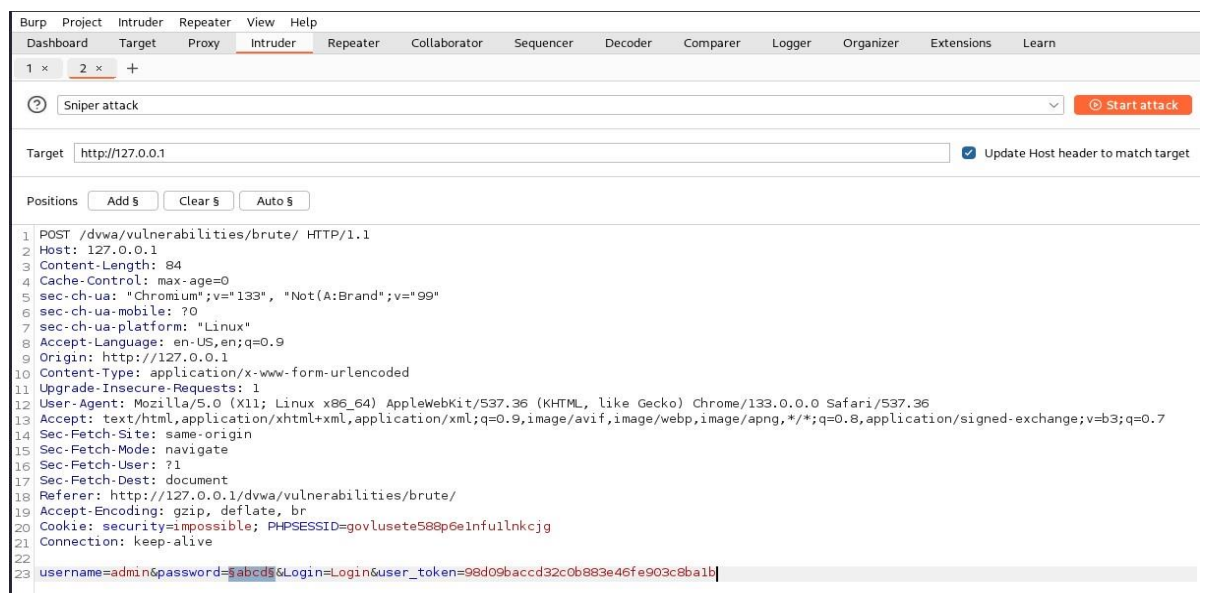 Burp Project Intruder Repeater View Help
Dashboard Target Proxy Intruder Repeater Collaborator Sequencer Decoder Comparer Logger Organizer Extensions Learn
1 × 2 × +
? Sniper attack Start attack
Target http://127.0.0.1 Update Host header to match target
Positions Add § Clear § Auto §
1 POST /dvwa/vulnerabilities/brute/ HTTP/1.1
2 Host: 127.0.0.1
3 Content-Length: 84
4 Cache-Control: max-age=0
5 sec-ch-ua: "Chromium";v="133", "Not(A:Brand";v="99"
6 sec-ch-ua-mobile: ?0
7 sec-ch-ua-platform: "Linux"
8 Accept-Language: en-US,en;q=0.9
9 Origin: http://127.0.0.1
10 Content-Type: application/x-www-form-urlencoded
11 Upgrade-Insecure-Requests: 1
12 User-Agent: Mozilla/5.0 (X11; Linux x86_64) AppleWebKit/537.36 (KHTML, like Gecko) Chrome/133.0.0.0 Safari/537.36
13 Accept: text/html,application/xhtml+xml,application/xml;q=0.9,image/avif,image/webp,image/apng,*/*;q=0.8,application/signed-exchange;v=b3;q=0.7
14 Sec-Fetch-Site: same-origin
15 Sec-Fetch-Mode: navigate
16 Sec-Fetch-User: ?1
17 Sec-Fetch-Dest: document
18 Referer: http://127.0.0.1/dvwa/vulnerabilities/brute/
19 Accept-Encoding: gzip, deflate, br
20 Cookie: security=impossible; PHPSESSID=govlusete588p6e1nfu1lnkcjg
21 Connection: keep-alive
22
23 username=admin&password=§abcd§&Login=Login&user_token=98d09baccd32c0b883e46fe903c8ba1b